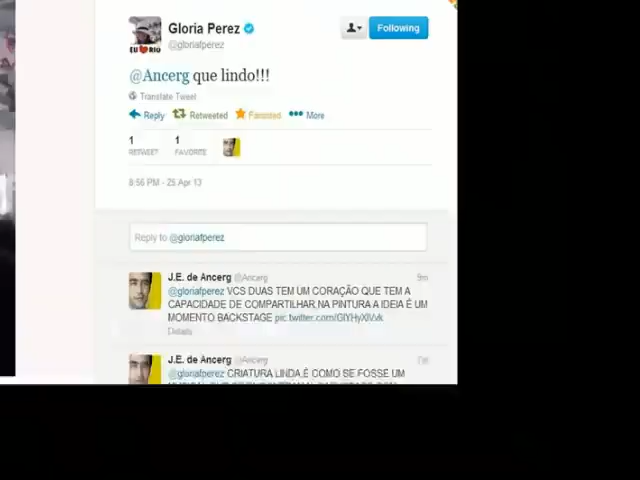 Gloria Perez
@gloriafperez
Following
EU RIO
@Ancerg que lindo!!!
Translate Tweet
Reply Retweeted Favorited More
1 1
RETWEET FAVORITE
8:56 PM - 25 Apr 13
Reply to @gloriafperez
J.E. de Ancerg @Ancerg 9m
@gloriafperez VCS DUAS TEM UM CORAÇÃO QUE TEM A
CAPACIDADE DE COMPARTILHAR,NA PINTURA A IDEIA É UM
MOMENTO BACKSTAGE
Details
J.E. de Ancerg @Ancerg
@gloriafperez CRIATURA LINDA,É COMO SE FOSSE UM